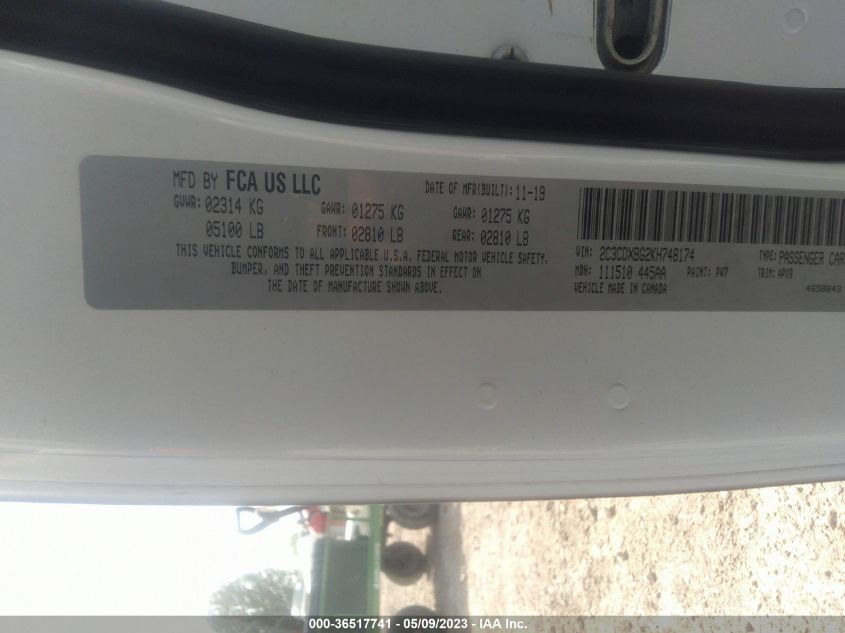 MFD BY FCA US LLC
DATE OF MFR(BUILT): 11-19
GVWR: 02314 KG
05100 LB
GAWR: 01275 KG
FRONT: 02810 LB
GAWR: 01275 KG
REAR: 02810 LB
THIS VEHICLE CONFORMS TO ALL APPLICABLE U.S.A. FEDERAL MOTOR VEHICLE SAFETY,
BUMPER, AND THEFT PREVENTION STANDARDS IN EFFECT ON
THE DATE OF MANUFACTURE SHOWN ABOVE.
VIN: 2C3CDXBG2KH748174
TYPE: PASSENGER CAR
MDH: 111510 445AA
PAINT: PW7
TRIM: APX9
VEHICLE MADE IN CANADA
4658843
000-36517741 - 05/09/2023 - IAA Inc.